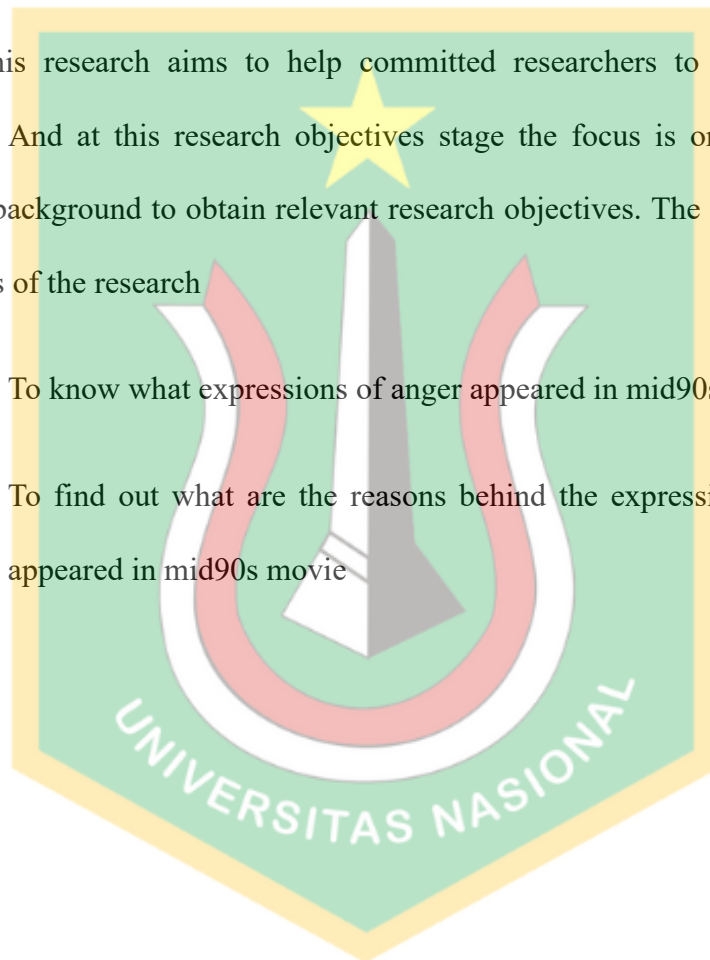 his research aims to help committed researchers to
And at this research objectives stage the focus is on
background to obtain relevant research objectives. The
s of the research
To know what expressions of anger appeared in mid90s
To find out what are the reasons behind the expressi
appeared in mid90s movie
UNIVERSITAS NASIONAL